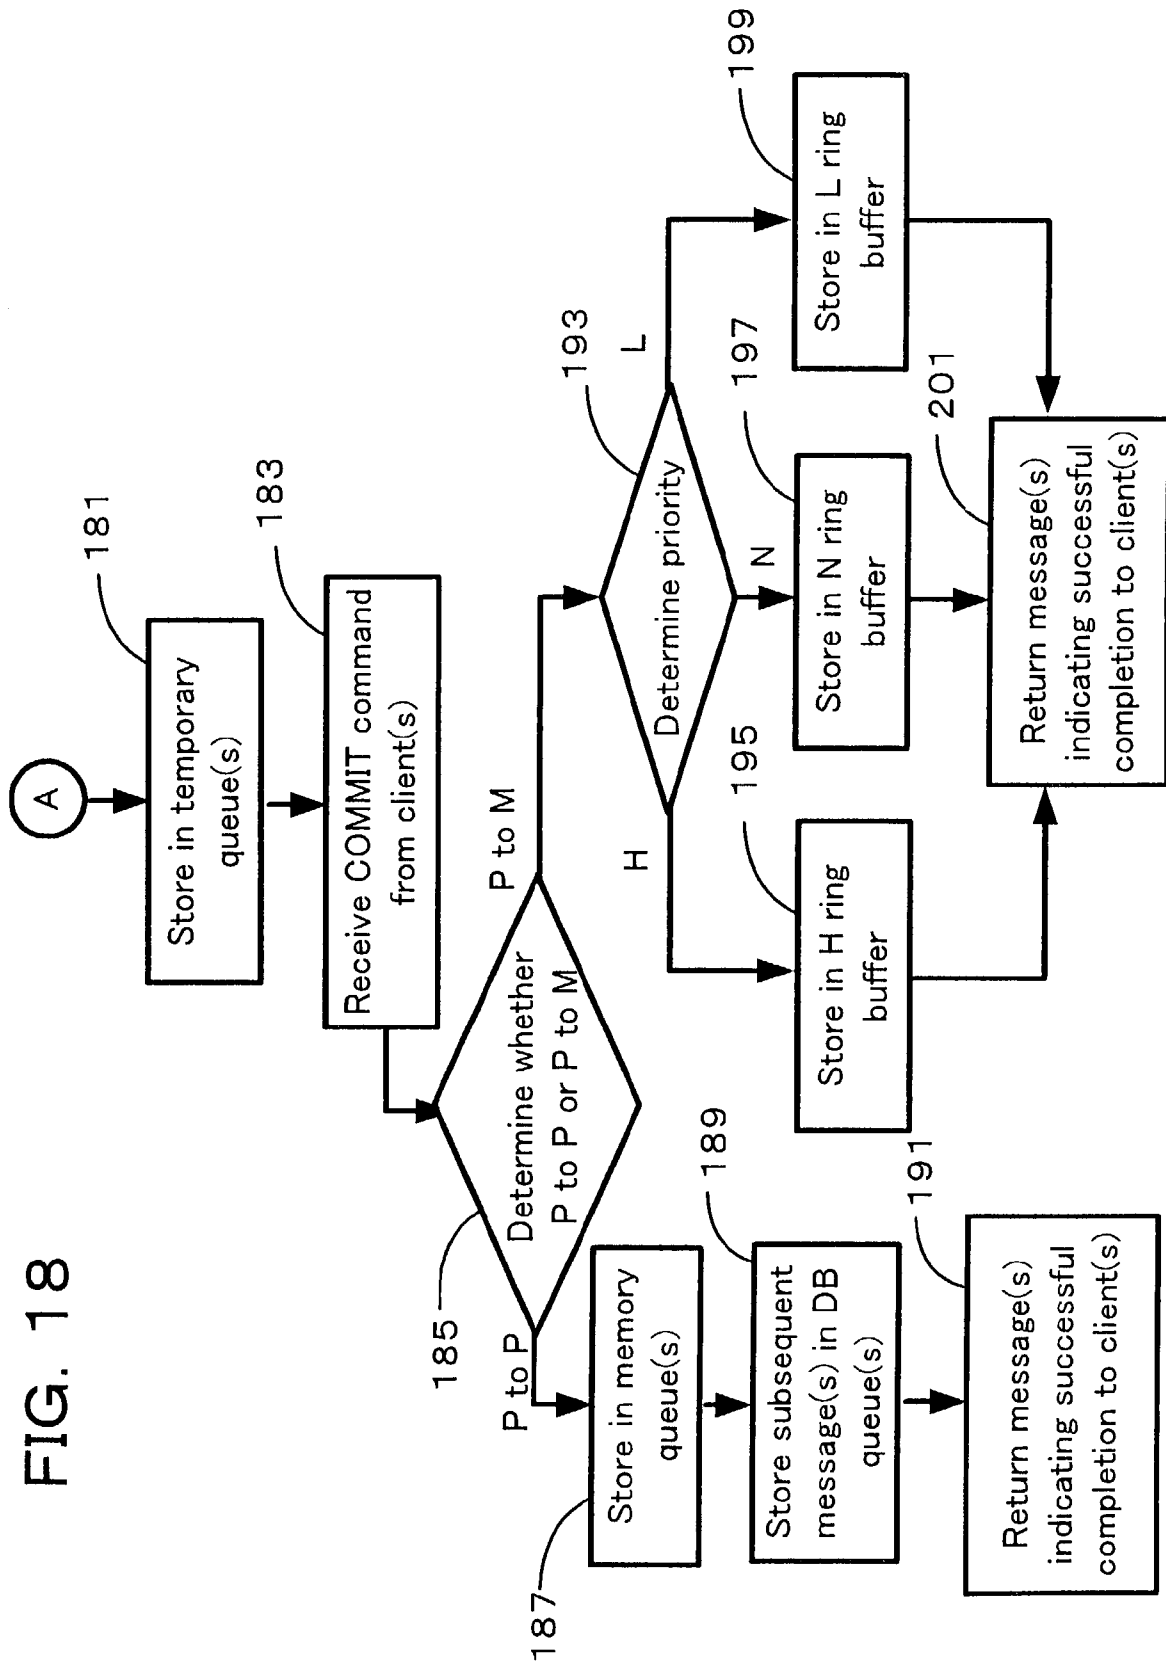 FIG. 18
A
181
Store in temporary
queue(s)
183
Receive COMMIT command
from client(s)
185
Determine whether
P to P or P to M
P to P
P to M
187
Store in memory
queue(s)
189
Store subsequent
message(s) in DB
queue(s)
191
Return message(s)
indicating successful
completion to client(s)
193
Determine priority
H
N
L
195
Store in H ring
buffer
197
Store in N ring
buffer
199
Store in L ring
buffer
201
Return message(s)
indicating successful
completion to client(s)